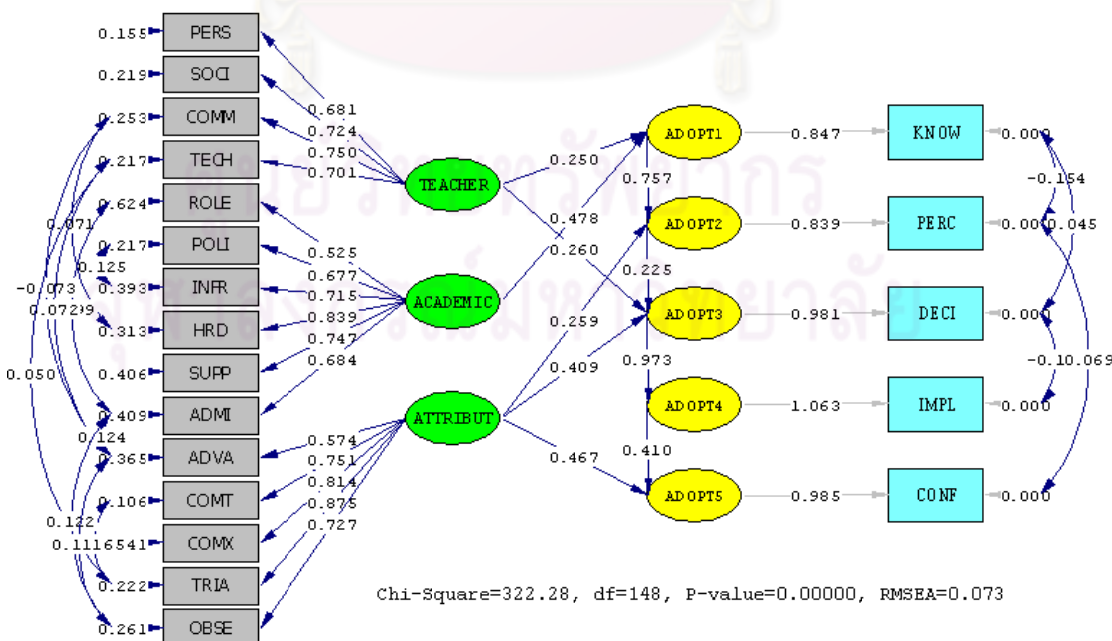 0.155 PERS
0.219 SOCI
0.253 COMM
0.217 TECH
0.624 ROLE
0.217 POLI
0.393 INFR
0.313 HRD
0.406 SUPP
0.409 ADMI
0.365 ADVA
0.106 COMT
COMX
0.222 TRIA
0.261 OBSE
0.071
0.125
-0.073
0.050
0.124
0.122
0.681
0.724
0.750
0.701
0.525
0.677
0.715
0.839
0.747
0.684
0.574
0.751
0.814
0.875
0.727
TEACHER
ACADEMIC
ATTRIBUT
0.250
0.478
0.260
0.259
0.409
0.467
ADOPT1
0.757
ADOPT2
0.225
ADOPT3
0.973
ADOPT4
0.410
ADOPT5
0.847 KNOW 0.000
0.839 PERC
0.981 DECI 0.000
1.063 IMPL 0.000
0.985 CONF 0.000
-0.154
0.045
0.069
Chi-Square=322.28, df=148, P-value=0.00000, RMSEA=0.073